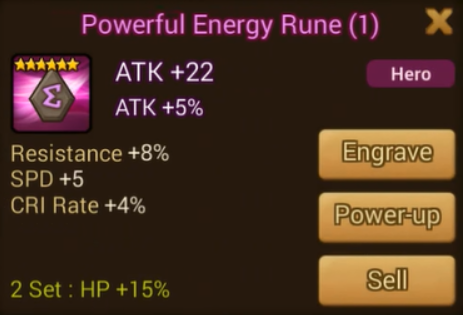 Powerful Energy Rune (1)
ATK +22
Hero
ATK +5%
Resistance +8%
SPD +5
CRI Rate +4%
Engrave
Power-up
Sell
2 Set : HP +15%